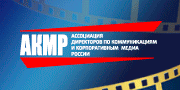 АКМР
АССОЦИАЦИЯ
ДИРЕКТОРОВ ПО КОММУНИКАЦИЯМ
И КОРПОРАТИВНЫМ МЕДИА
РОССИИ